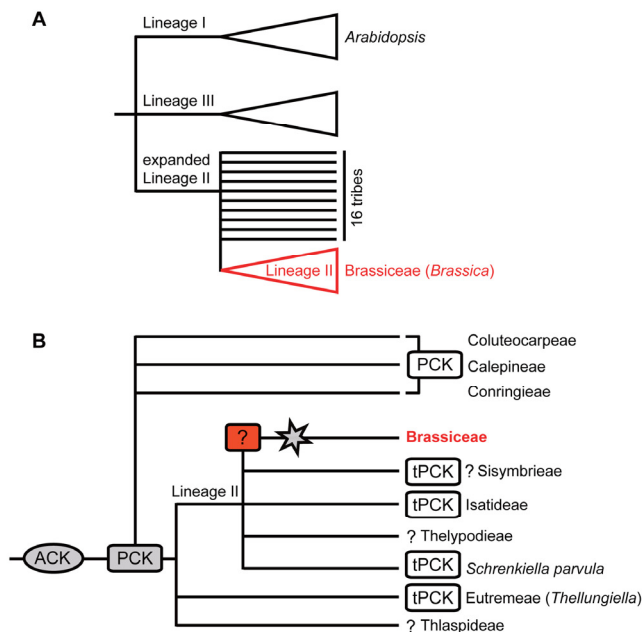 A
Lineage I
Arabidopsis
Lineage III
expanded
Lineage II
16 tribes
Lineage II
Brassiceae (Brassica)
B
Coluteocarpeae
PCK
Calepineae
Conringieae
?
Brassiceae
tPCK
? Sisymbrieae
Lineage II
tPCK
Isatideae
? Thelypodieae
ACK
PCK
tPCK
Schrenkiella parvula
tPCK
Eutremeae (Thellungiella)
? Thlaspideae